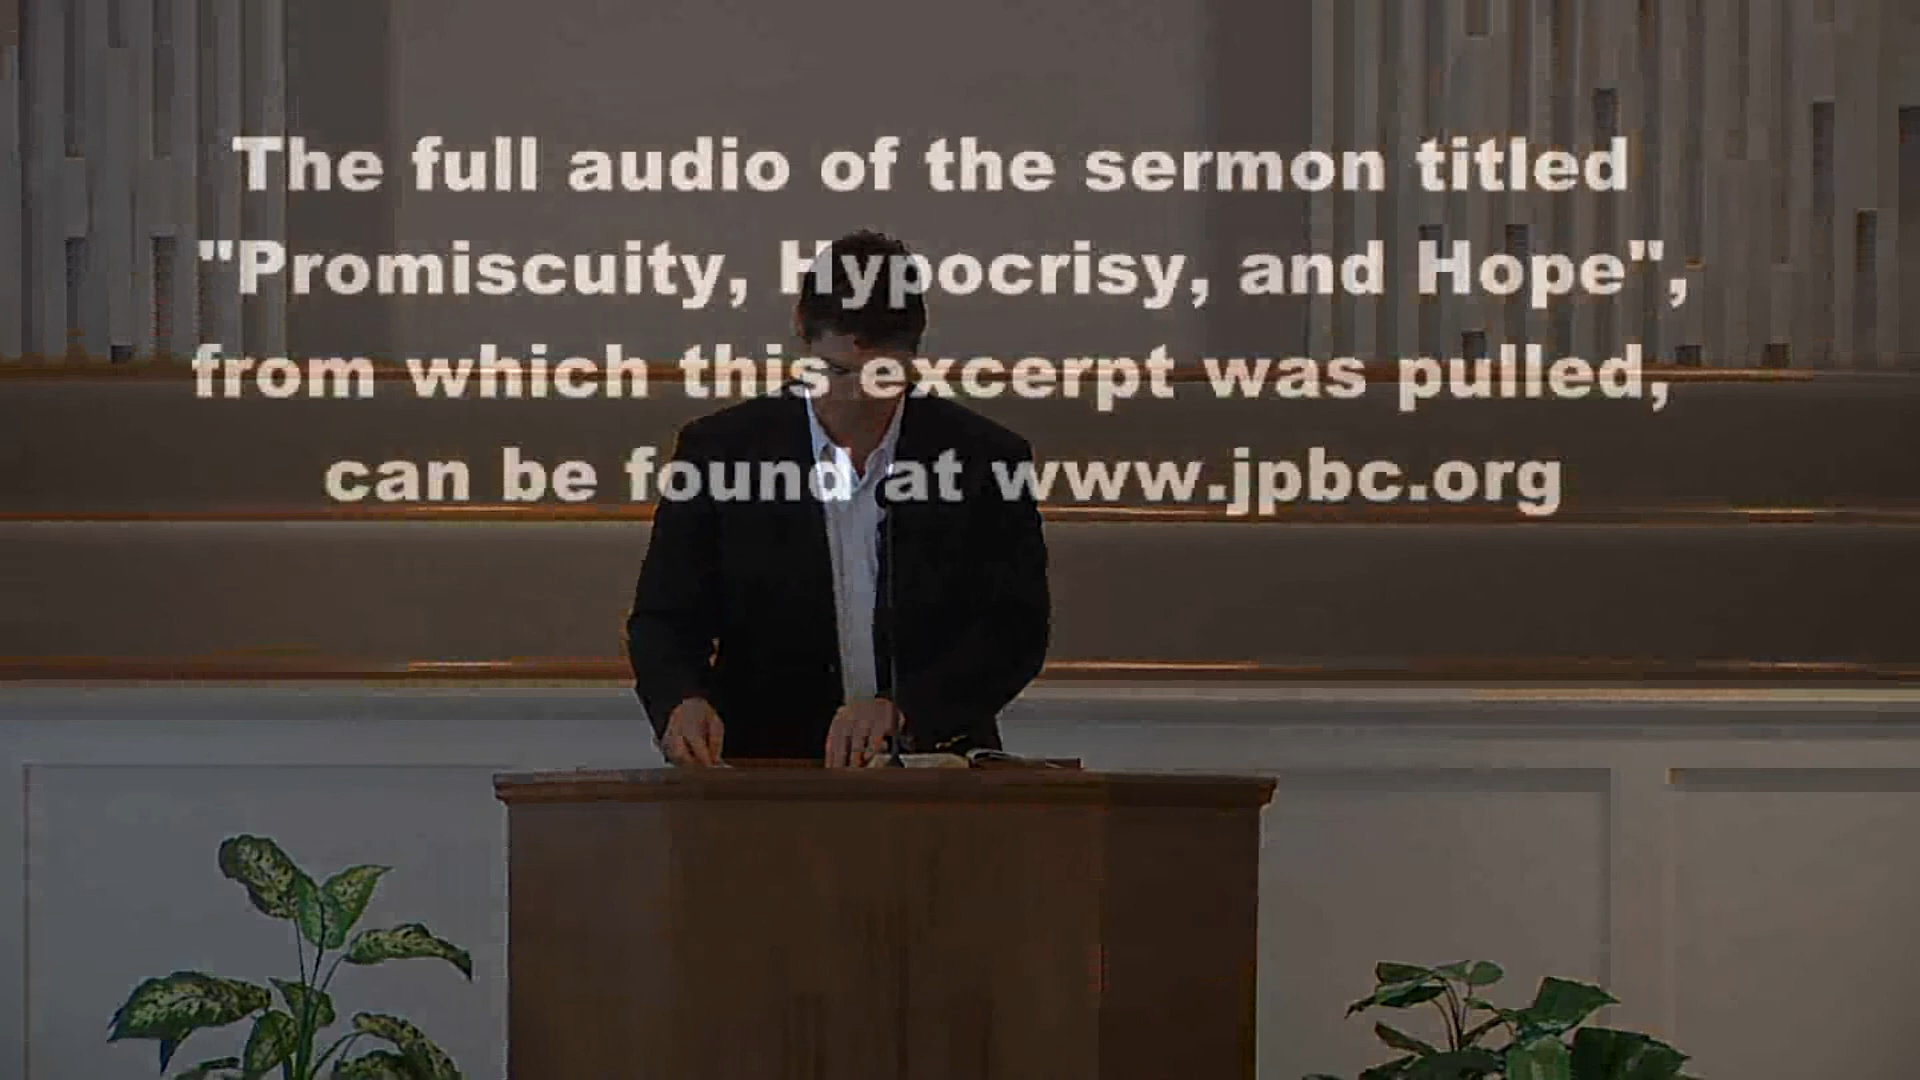 The full audio of the sermon titled
"Promiscuity, Hypocrisy, and Hope",
from which this excerpt was pulled,
can be found at www.jpbc.org